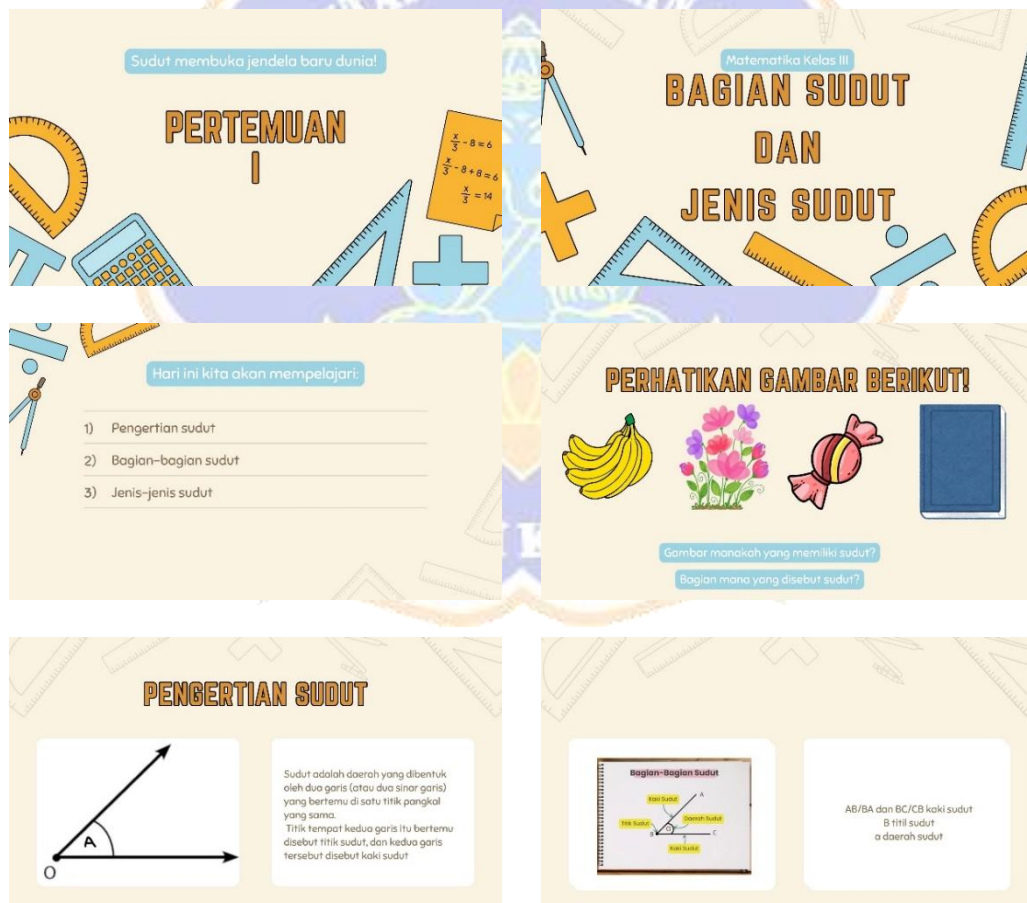 Sudut membuka jendela baru dunia!
PERTEMUAN
I
x/3 - 8 = 6
x/3 - 8 + 8 = 6
x/3 = 14
Matematika Kelas III
BAGIAN SUDUT
DAN
JENIS SUDUT
Hari ini kita akan mempelajari:
1) Pengertian sudut
2) Bagian-bagian sudut
3) Jenis-jenis sudut
PERHATIKAN GAMBAR BERIKUT!
Gambar manakah yang memiliki sudut?
Bagian mana yang disebut sudut?
PENGERTIAN SUDUT
A
O
Sudut adalah daerah yang dibentuk
oleh dua garis (atau dua sinar garis)
yang bertemu di satu titik pangkal
yang sama.
Titik tempat kedua garis itu bertemu
disebut titik sudut, dan kedua garis
tersebut disebut kaki sudut
Bagian-Bagian Sudut
A
Kaki Sudut
Titik Sudut
Daerah Sudut
B
C
Kaki Sudut
AB/BA dan BC/CB kaki sudut
B titil sudut
a daerah sudut